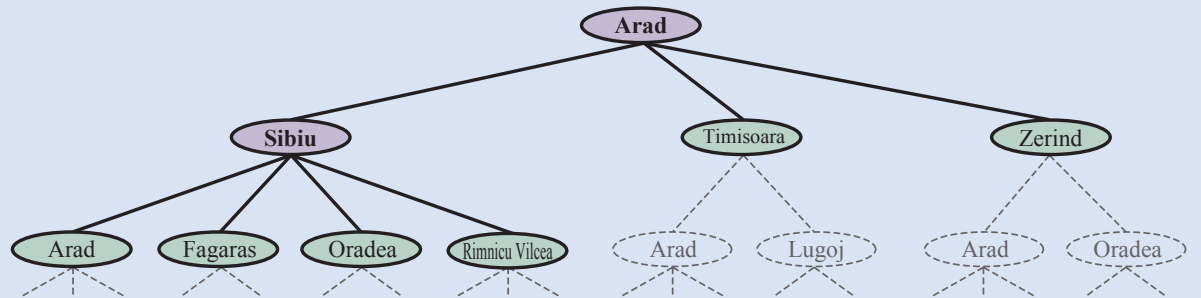 Arad
Sibiu Timisoara Zerind
Arad Fagaras Oradea Rimnicu Vilcea Arad Lugoj Arad Oradea